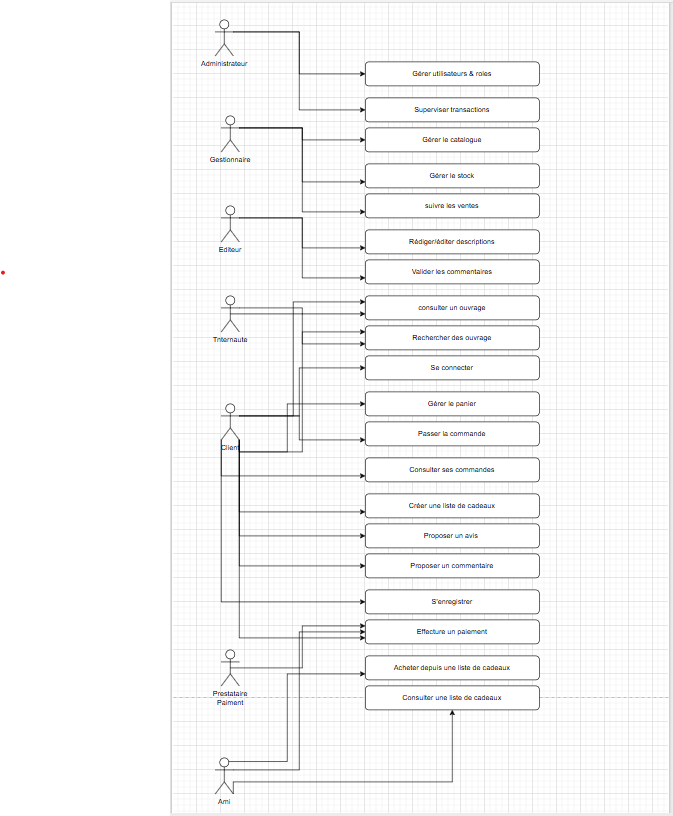 Administrateur
Gérer utilisateurs & roles
Superviser transactions
Gérer le catalogue
Gestionnaire
Gérer le stock
suivre les ventes
Editeur
Rédiger/éditer descriptions
Valider les commentaires
consulter un ouvrage
Tnternaute
Rechercher des ouvrage
Se connecter
Gérer le panier
Passer la commande
Client
Consulter ses commandes
Créer une liste de cadeaux
Proposer un avis
Proposer un commentaire
S'enregistrer
Effecture un paiement
Acheter depuis une liste de cadeaux
Prestataire
Paiment
Consulter une liste de cadeaux
Ami